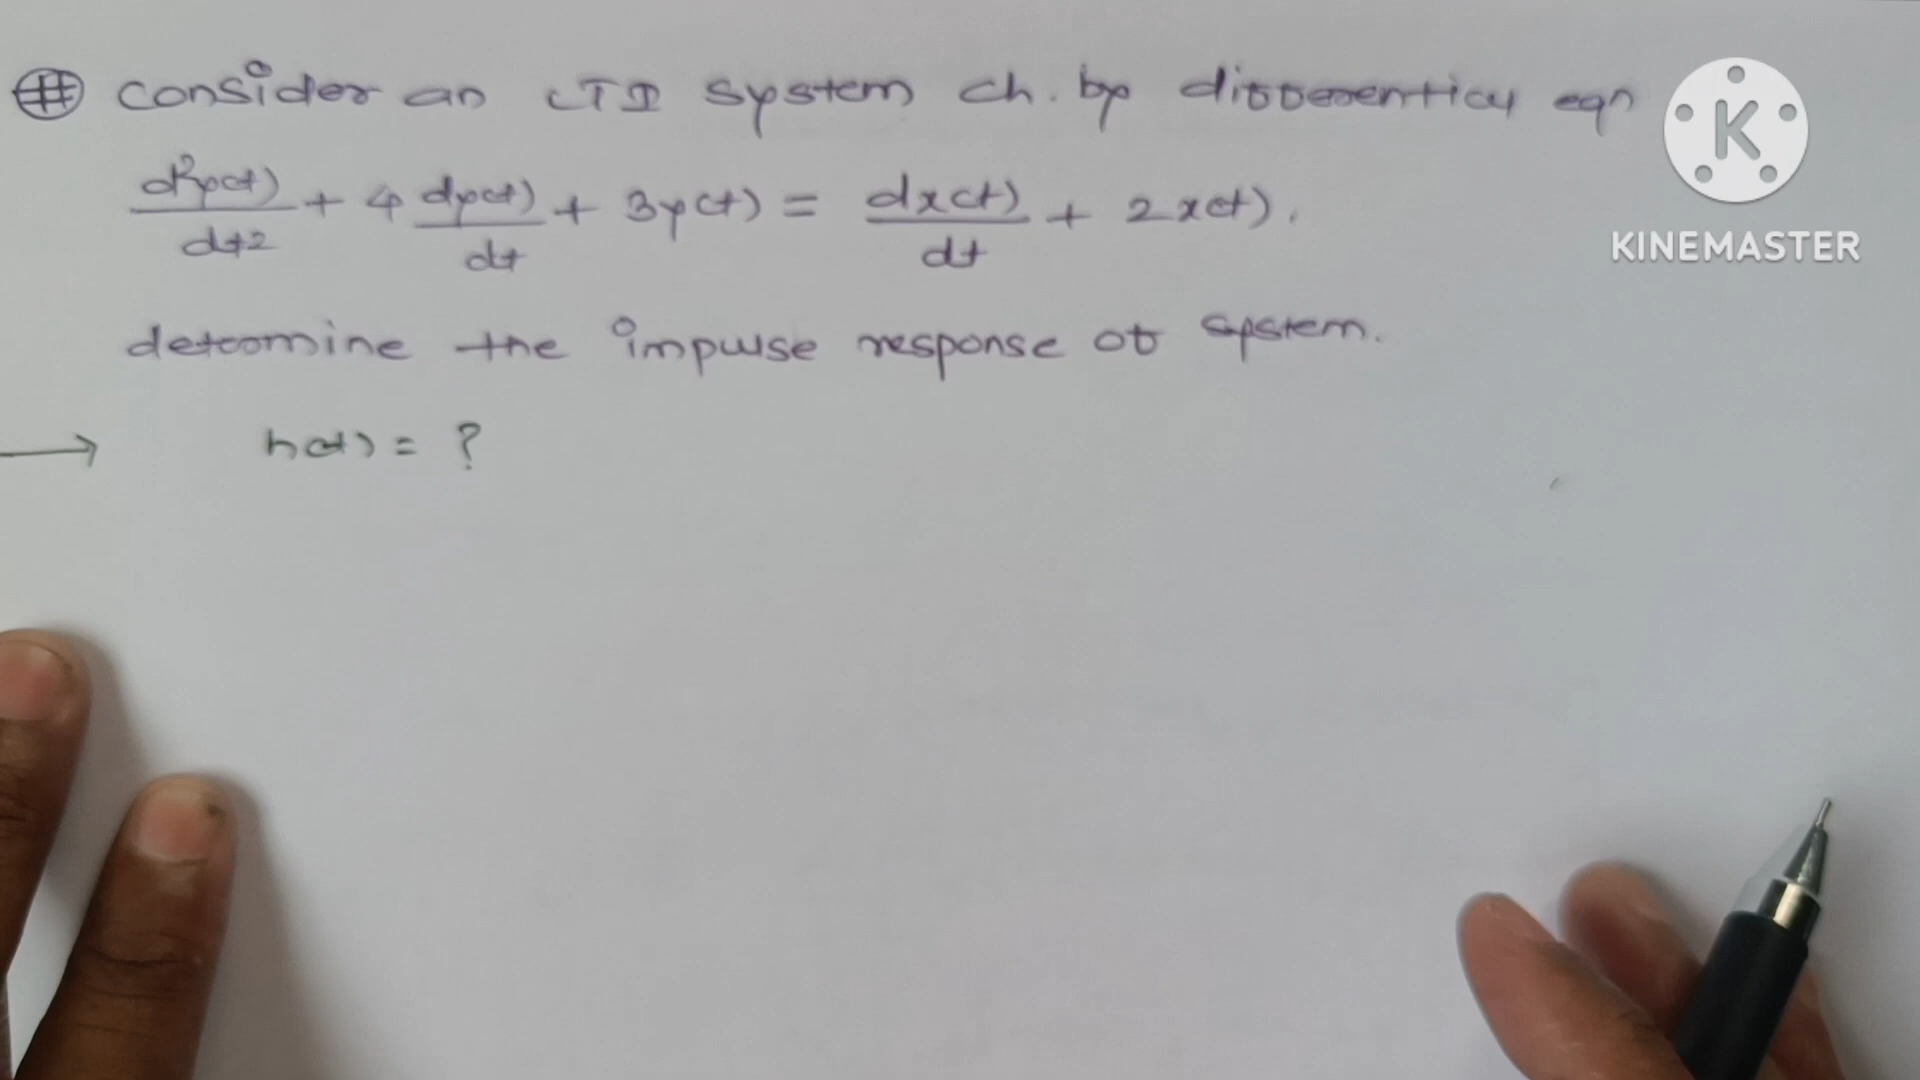 # Consider an LTI system ch. by differential eqn
d²y(t)/dt2 + 4 dy(t)/dt + 3y(t) = dx(t)/dt + 2x(t).
determine the impulse response of system.
→ h(t) = ?
K
KINEMASTER